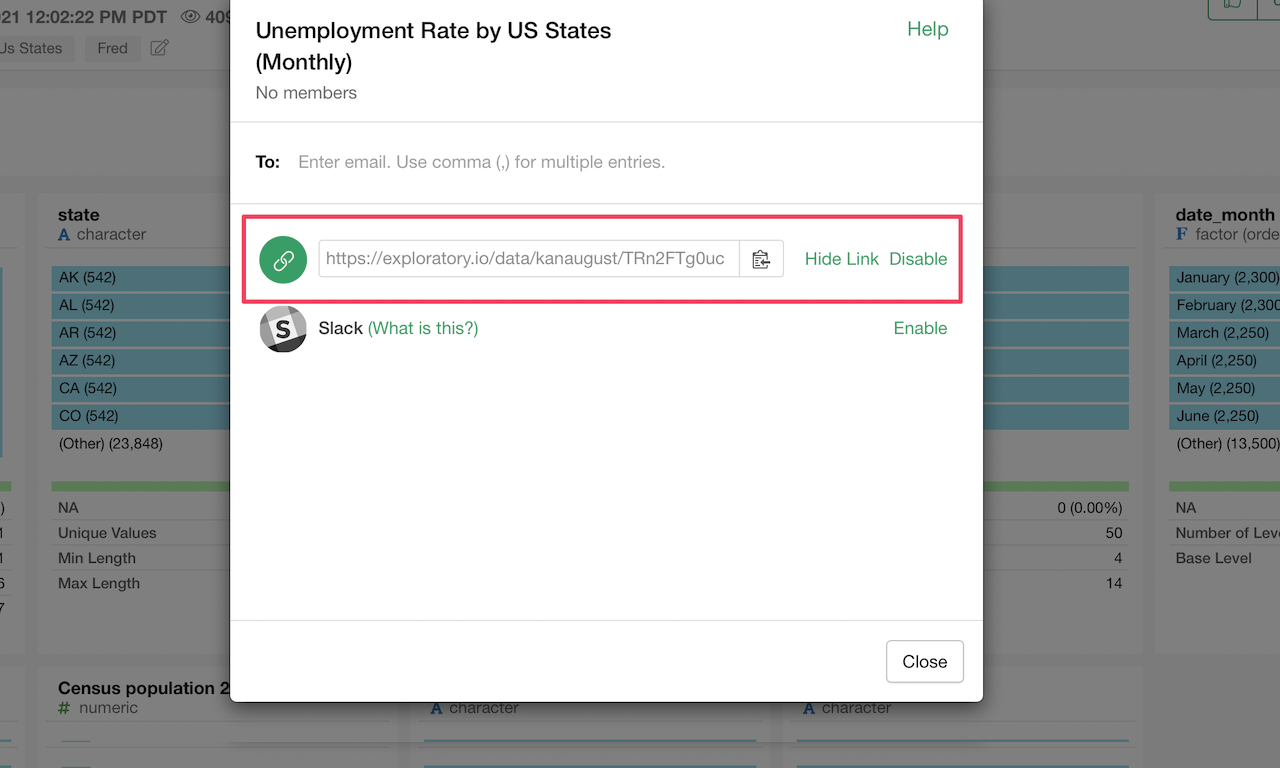 21 12:02:22 PM PDT 409
Us States Fred
Unemployment Rate by US States
(Monthly)
No members
Help
To: Enter email. Use comma (,) for multiple entries.
https://exploratory.io/data/kanaugust/TRn2FTg0uc Hide Link Disable
S Slack (What is this?) Enable
Close
state
A character
AK (542)
AL (542)
AR (542)
AZ (542)
CA (542)
CO (542)
(Other) (23,848)
NA
Unique Values
Min Length
Max Length
0 (0.00%)
50
4
14
date_month
F factor (orde
January (2,300)
February (2,300
March (2,250)
April (2,250)
May (2,250)
June (2,250)
(Other) (13,500)
NA
Number of Leve
Base Level
Census population 2
# numeric
A character
A character